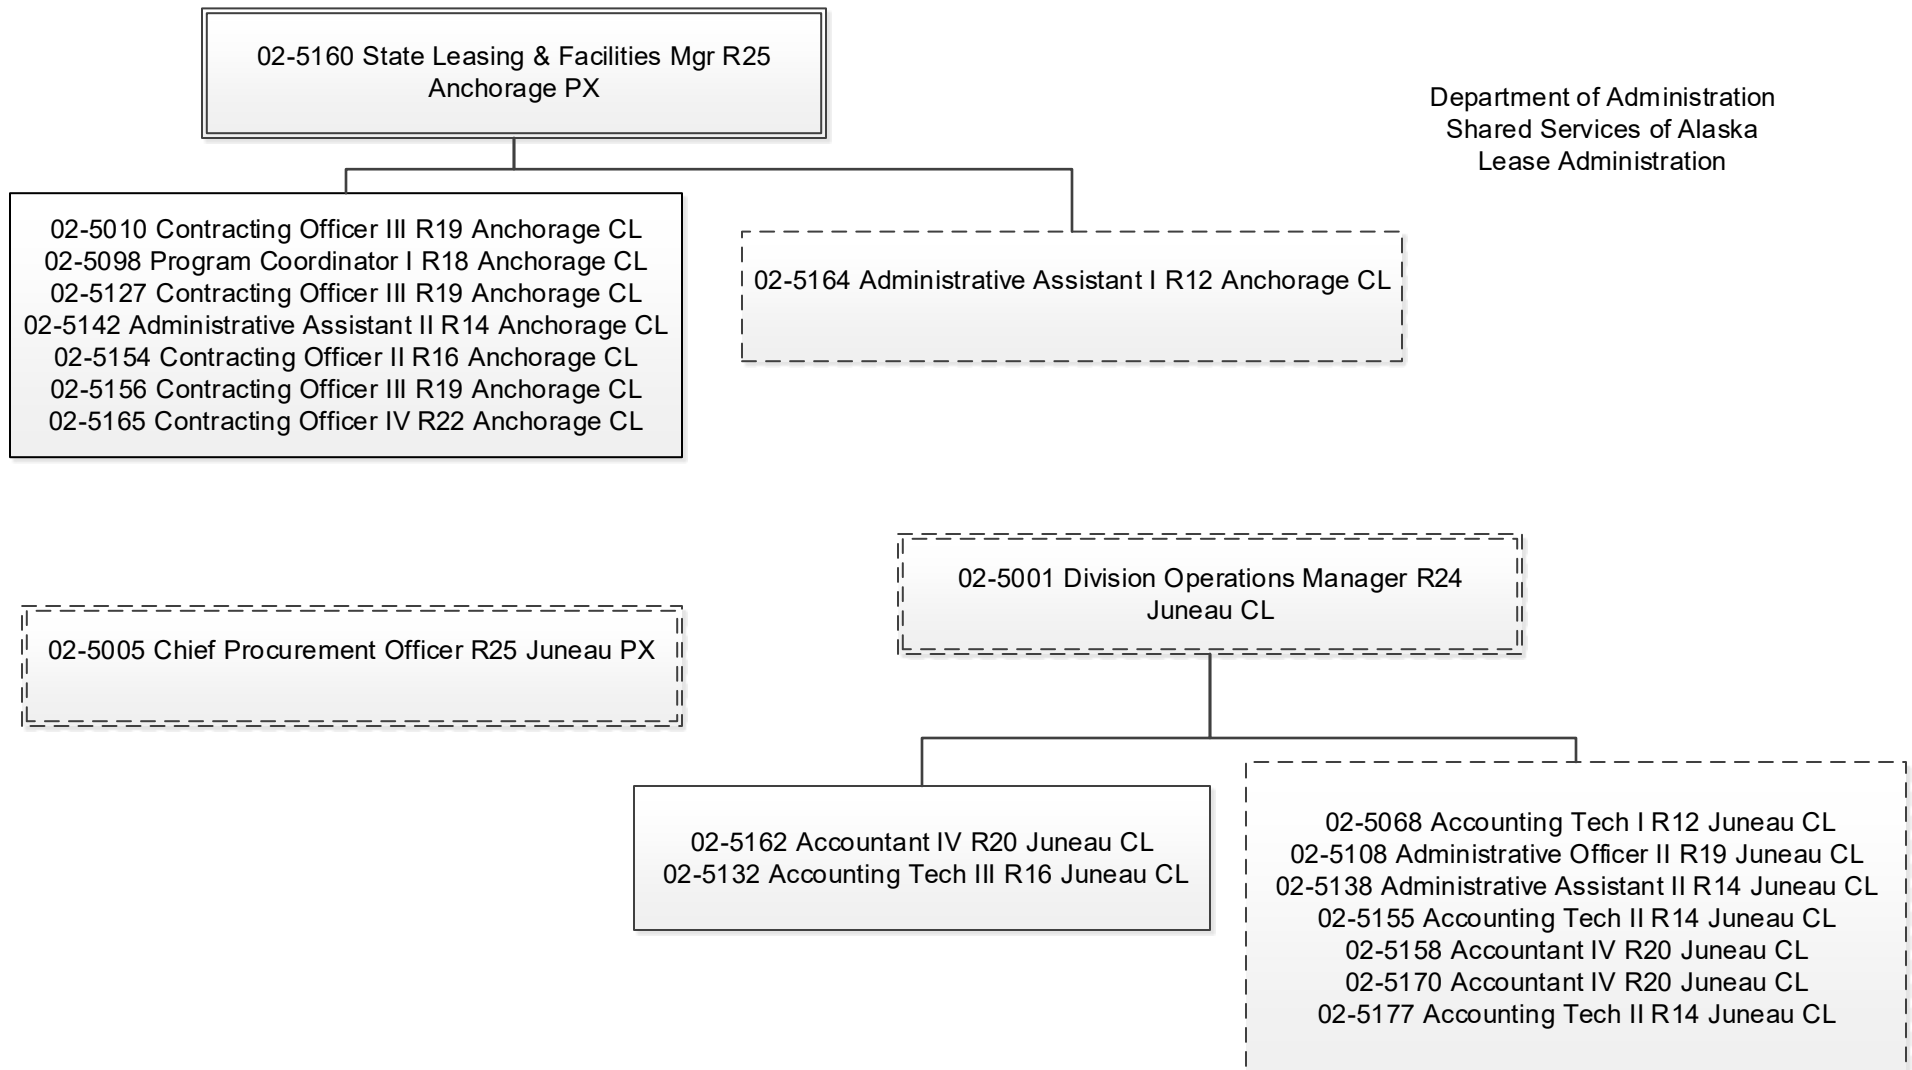 02-5160 State Leasing & Facilities Mgr R25
Anchorage PX
Department of Administration
Shared Services of Alaska
Lease Administration
02-5010 Contracting Officer III R19 Anchorage CL
02-5098 Program Coordinator I R18 Anchorage CL
02-5127 Contracting Officer III R19 Anchorage CL
02-5142 Administrative Assistant II R14 Anchorage CL
02-5154 Contracting Officer II R16 Anchorage CL
02-5156 Contracting Officer III R19 Anchorage CL
02-5165 Contracting Officer IV R22 Anchorage CL
02-5164 Administrative Assistant I R12 Anchorage CL
02-5005 Chief Procurement Officer R25 Juneau PX
02-5001 Division Operations Manager R24
Juneau CL
02-5162 Accountant IV R20 Juneau CL
02-5132 Accounting Tech III R16 Juneau CL
02-5068 Accounting Tech I R12 Juneau CL
02-5108 Administrative Officer II R19 Juneau CL
02-5138 Administrative Assistant II R14 Juneau CL
02-5155 Accounting Tech II R14 Juneau CL
02-5158 Accountant IV R20 Juneau CL
02-5170 Accountant IV R20 Juneau CL
02-5177 Accounting Tech II R14 Juneau CL